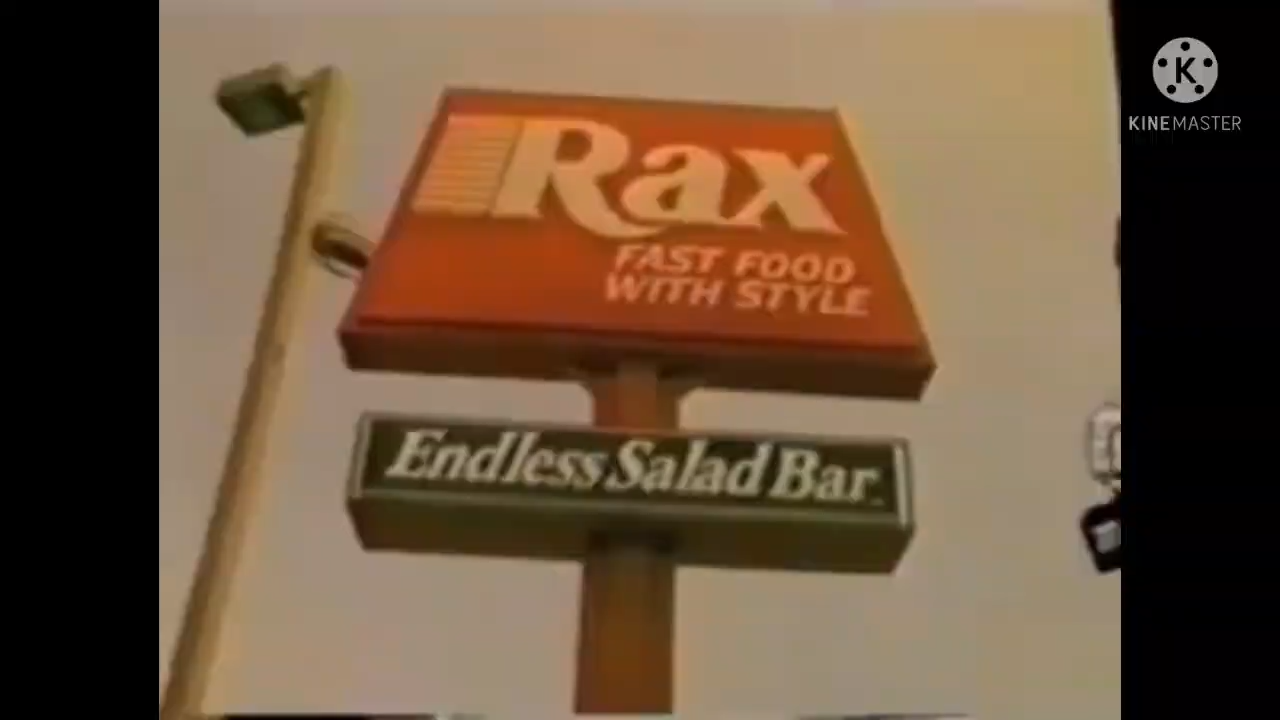 Rax
FAST FOOD
WITH STYLE
Endless Salad Bar
K
KINEMASTER